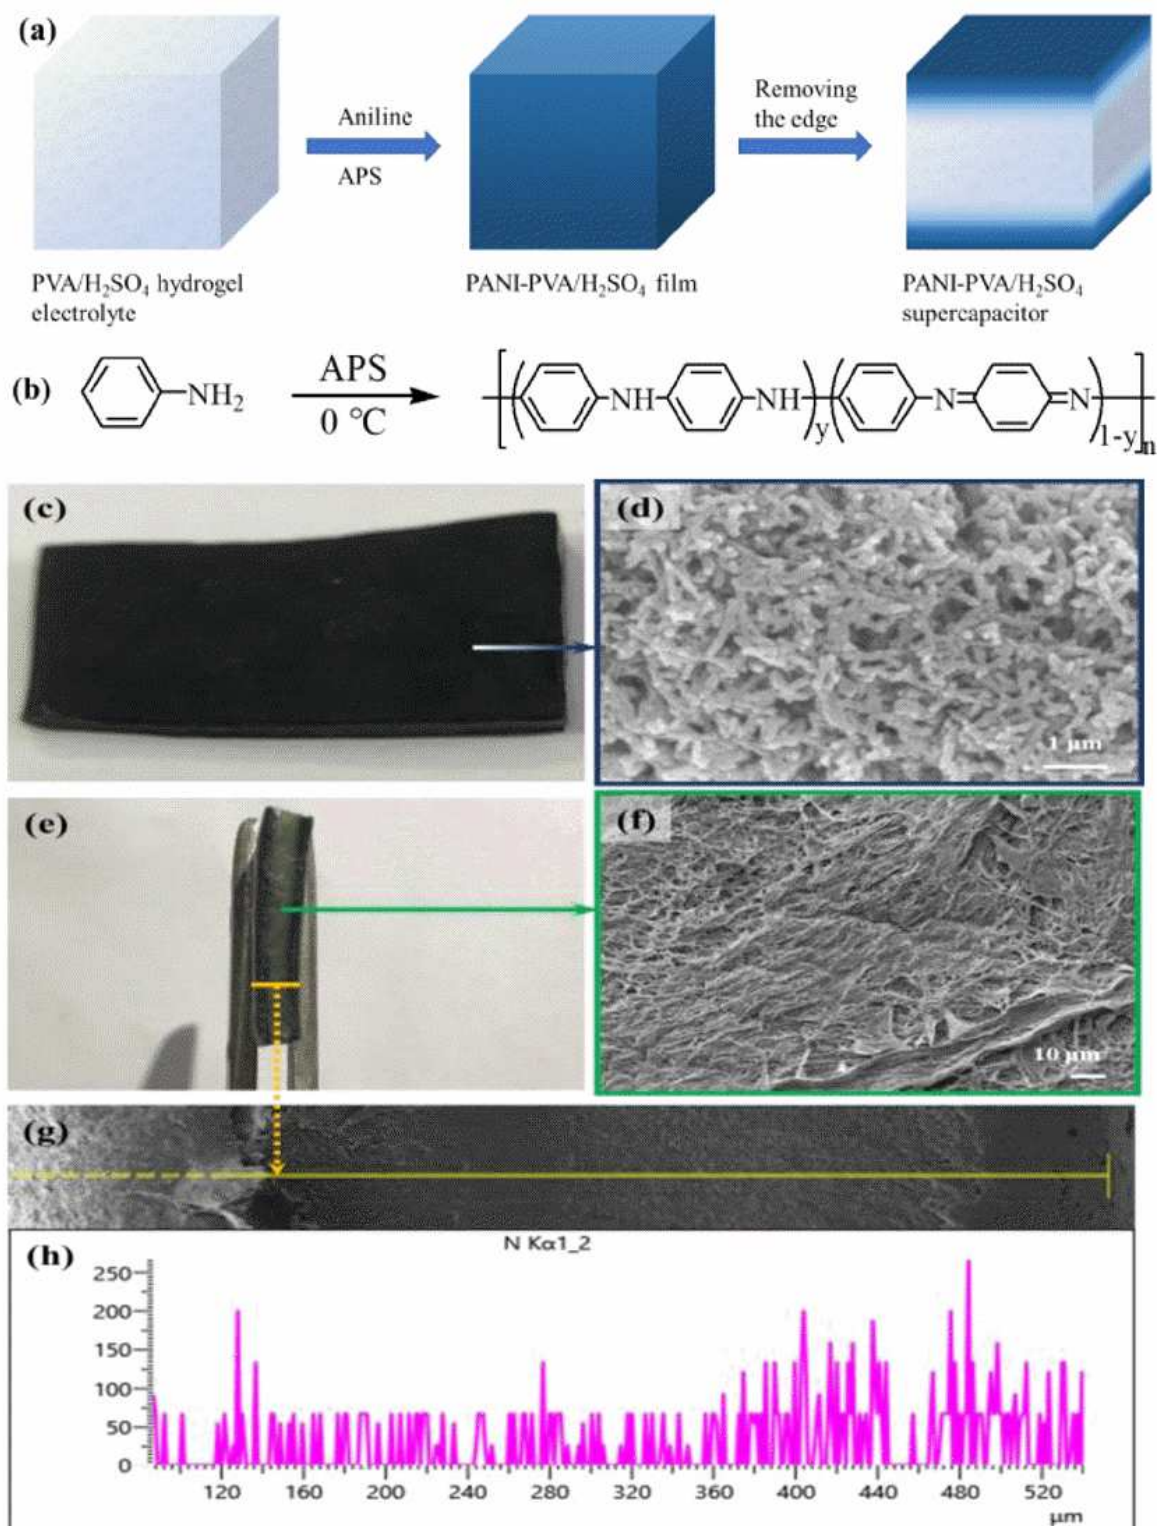 (a)
Aniline
APS
Removing
the edge
PVA/H₂SO₄ hydrogel
electrolyte
PANI-PVA/H₂SO₄ film
PANI-PVA/H₂SO₄
supercapacitor
(b)
NH₂
APS
0 °C
NH
NH
y
N
N
1-y
n
(c)
(d)
1 μm
(e)
(f)
10 μm
(g)
(h)
N Kα1_2
250
200
150
100
50
0
120 160 200 240 280 320 360 400 440 480 520
μm